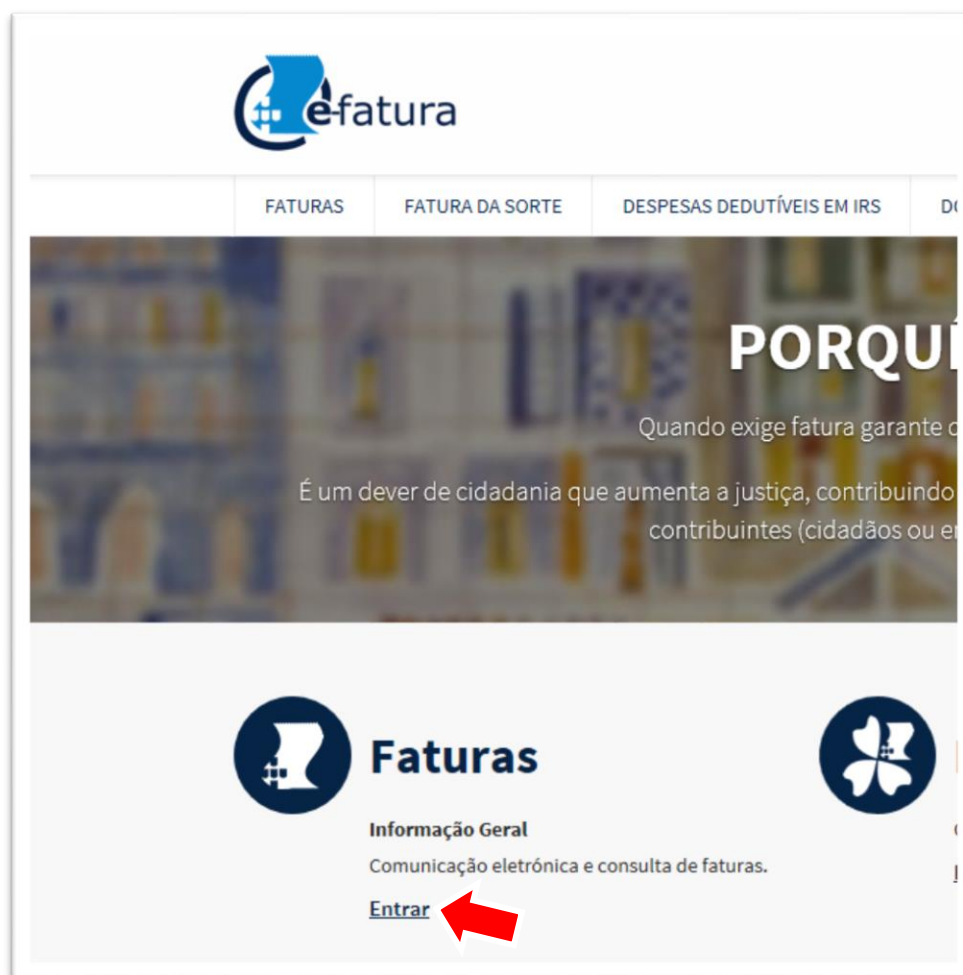 e-fatura
FATURAS FATURA DA SORTE DESPESAS DEDUTÍVEIS EM IRS
PORQU
Quando exige fatura garante
É um dever de cidadania que aumenta a justiça, contribuindo
contribuintes (cidadãos ou
Faturas
Informação Geral
Comunicação eletrónica e consulta de faturas.
Entrar